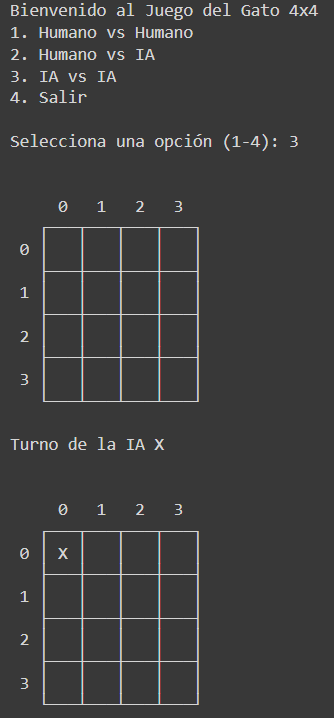 Bienvenido al Juego del Gato 4x4
1. Humano vs Humano
2. Humano vs IA
3. IA vs IA
4. Salir
Selecciona una opción (1-4): 3
0 1 2 3
0
1
2
3
Turno de la IA X
0 1 2 3
0 X
1
2
3